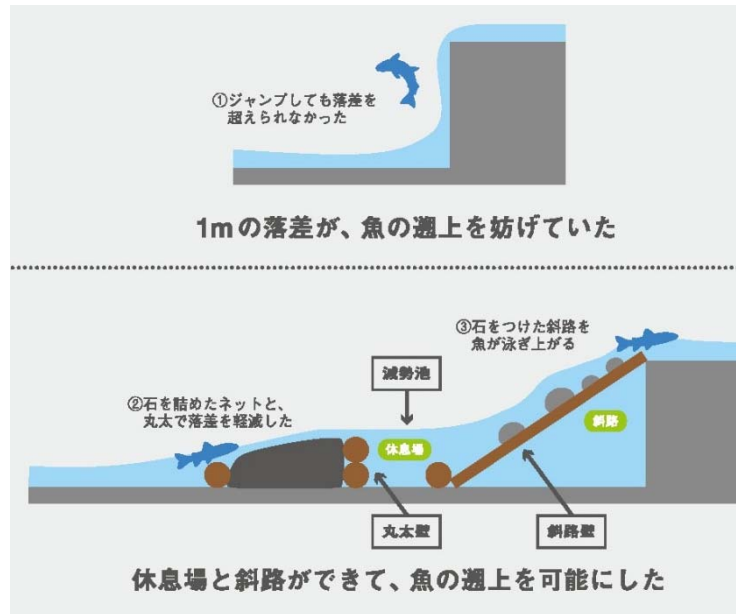 ①ジャンプしても落差を
超えられなかった
1mの落差が、魚の遡上を妨げていた
③石をつけた斜路を
魚が泳ぎ上がる
減勢池
②石を詰めたネットと、
丸太で落差を軽減した
休息場
斜路
丸太壁
斜路壁
休息場と斜路ができて、魚の遡上を可能にした